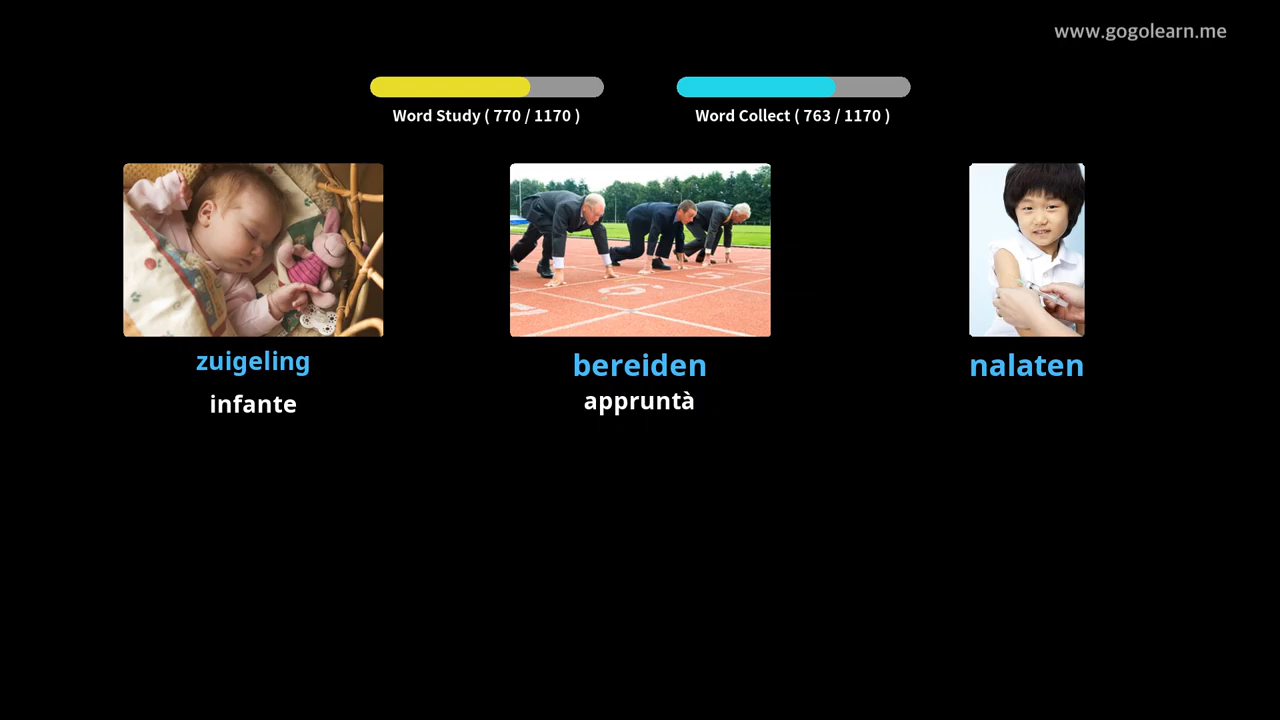 www.gogolearn.me
Word Study ( 770 / 1170 )
Word Collect ( 763 / 1170 )
zuigeling
infante
bereiden
appruntà
nalaten